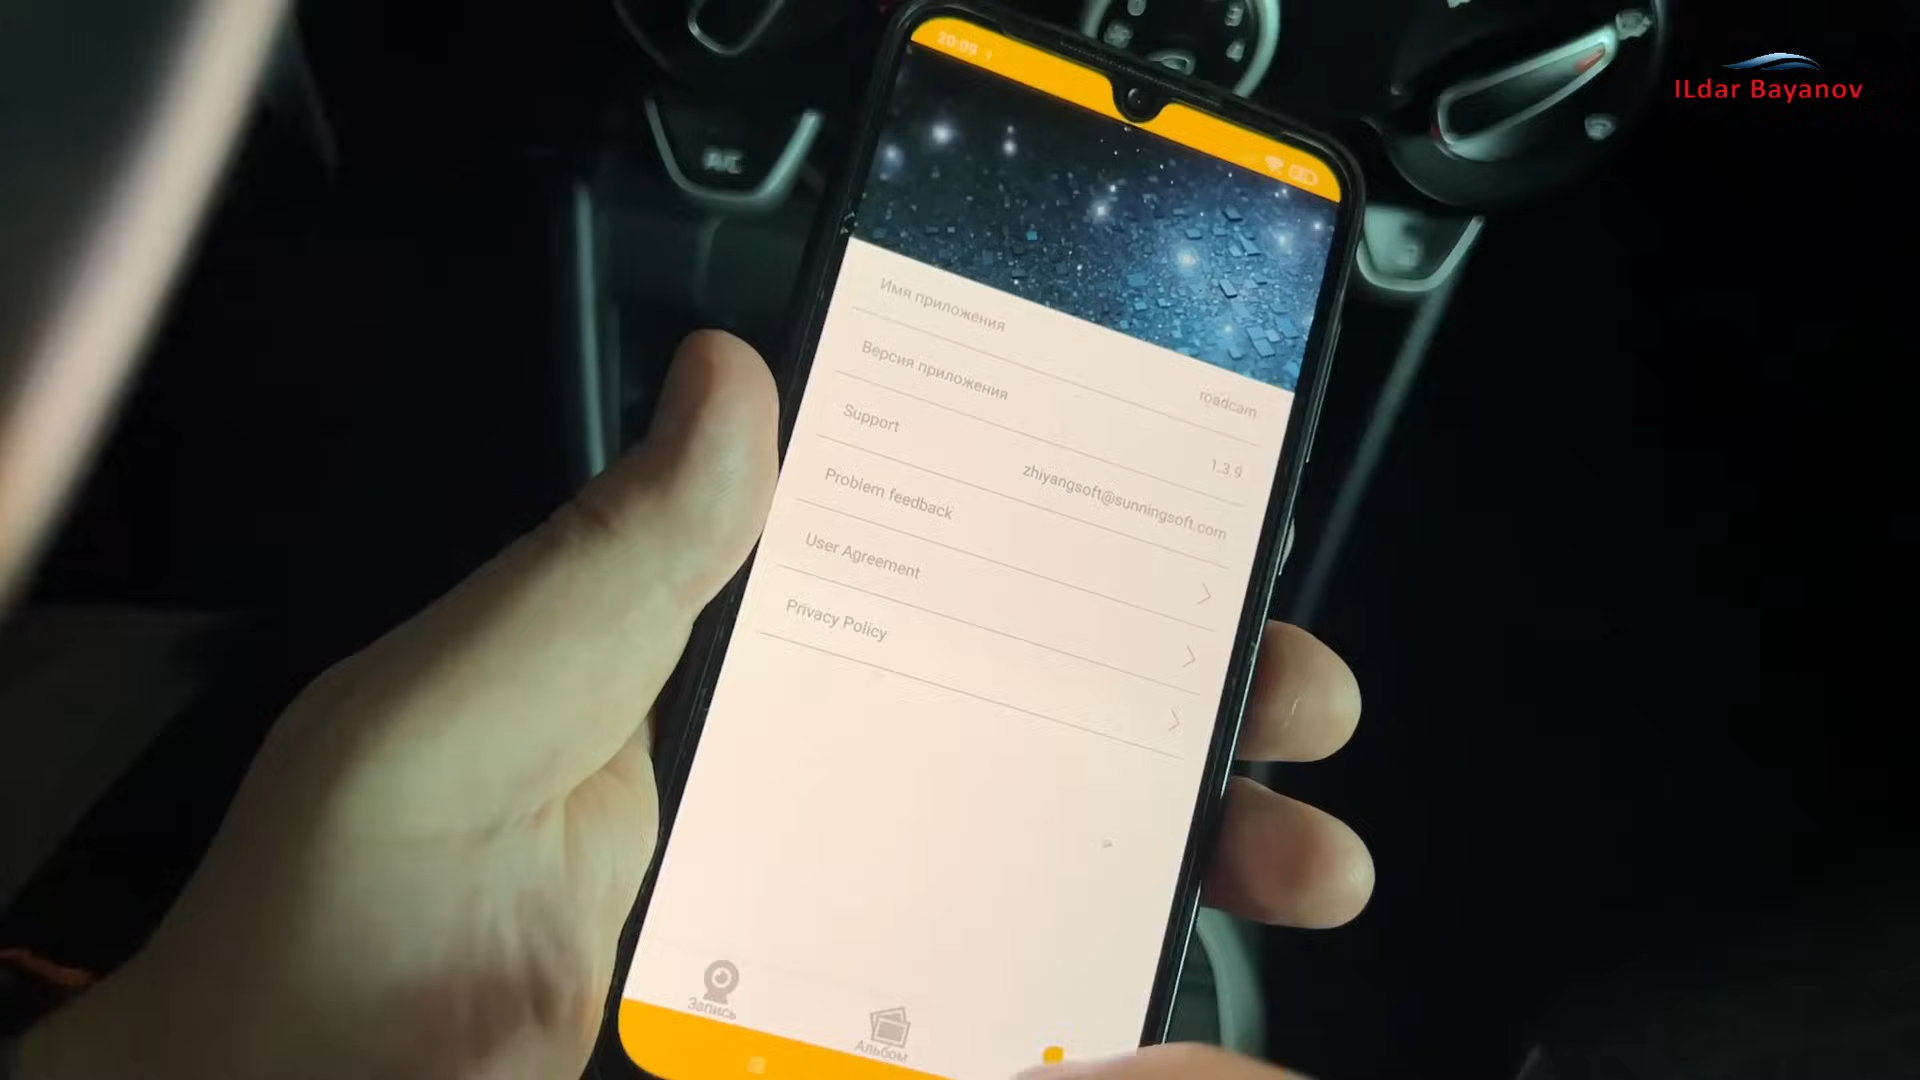 20 09
ILdar Bayanov
A/C
Имя приложения
roadcam
Версия приложения
1.3.9
Support
zhiyangsoft@sunningsoft.com
Problem feedback
User Agreement
Privacy Policy
Запись
Альбом